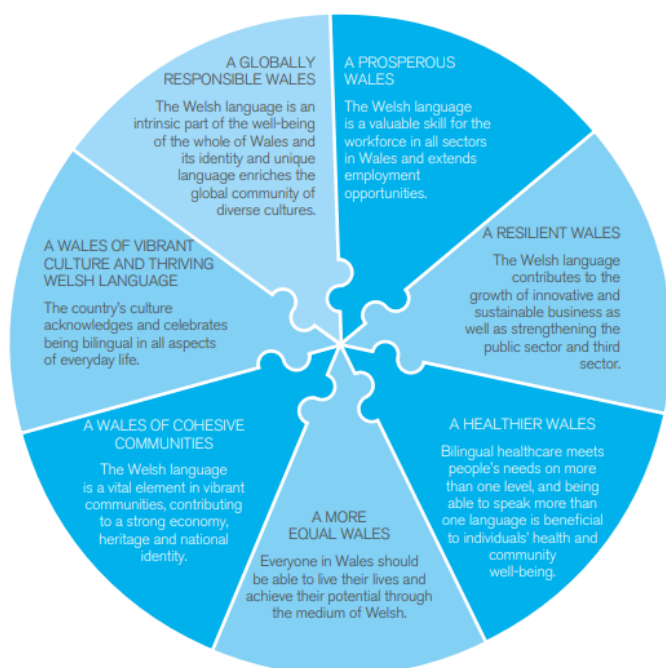 A GLOBALLY
RESPONSIBLE WALES
The Welsh language is an
intrinsic part of the well-being
of the whole of Wales and
its identity and unique
language enriches the
global community of
diverse cultures.
A PROSPEROUS
WALES
The Welsh language
is a valuable skill for the
workforce in all sectors
in Wales and extends
employment
opportunities.
A RESILIENT WALES
The Welsh language
contributes to the
growth of innovative and
sustainable business as
well as strengthening the
public sector and third
sector.
A HEALTHIER WALES
Bilingual healthcare meets
people's needs on more
than one level, and being
able to speak more than
one language is beneficial
to individuals' health and
community
well-being.
A MORE
EQUAL WALES
Everyone in Wales should
be able to live their lives and
achieve their potential through
the medium of Welsh.
A WALES OF COHESIVE
COMMUNITIES
The Welsh language
is a vital element in vibrant
communities, contributing
to a strong economy,
heritage and national
identity.
A WALES OF VIBRANT
CULTURE AND THRIVING
WELSH LANGUAGE
The country's culture
acknowledges and celebrates
being bilingual in all aspects
of everyday life.